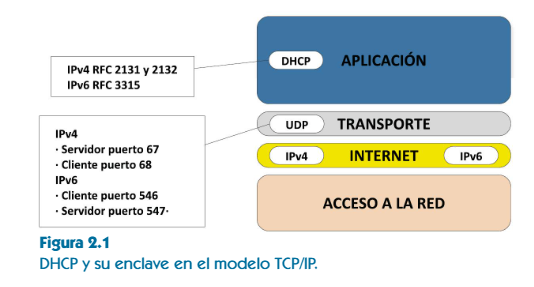 IPv4 RFC 2131 y 2132
IPv6 RFC 3315
DHCP
APLICACIÓN
IPv4
· Servidor puerto 67
· Cliente puerto 68
IPv6
· Cliente puerto 546
· Servidor puerto 547·
UDP
TRANSPORTE
IPv4
INTERNET
IPv6
ACCESO A LA RED
Figura 2.1
DHCP y su enclave en el modelo TCP/IP.